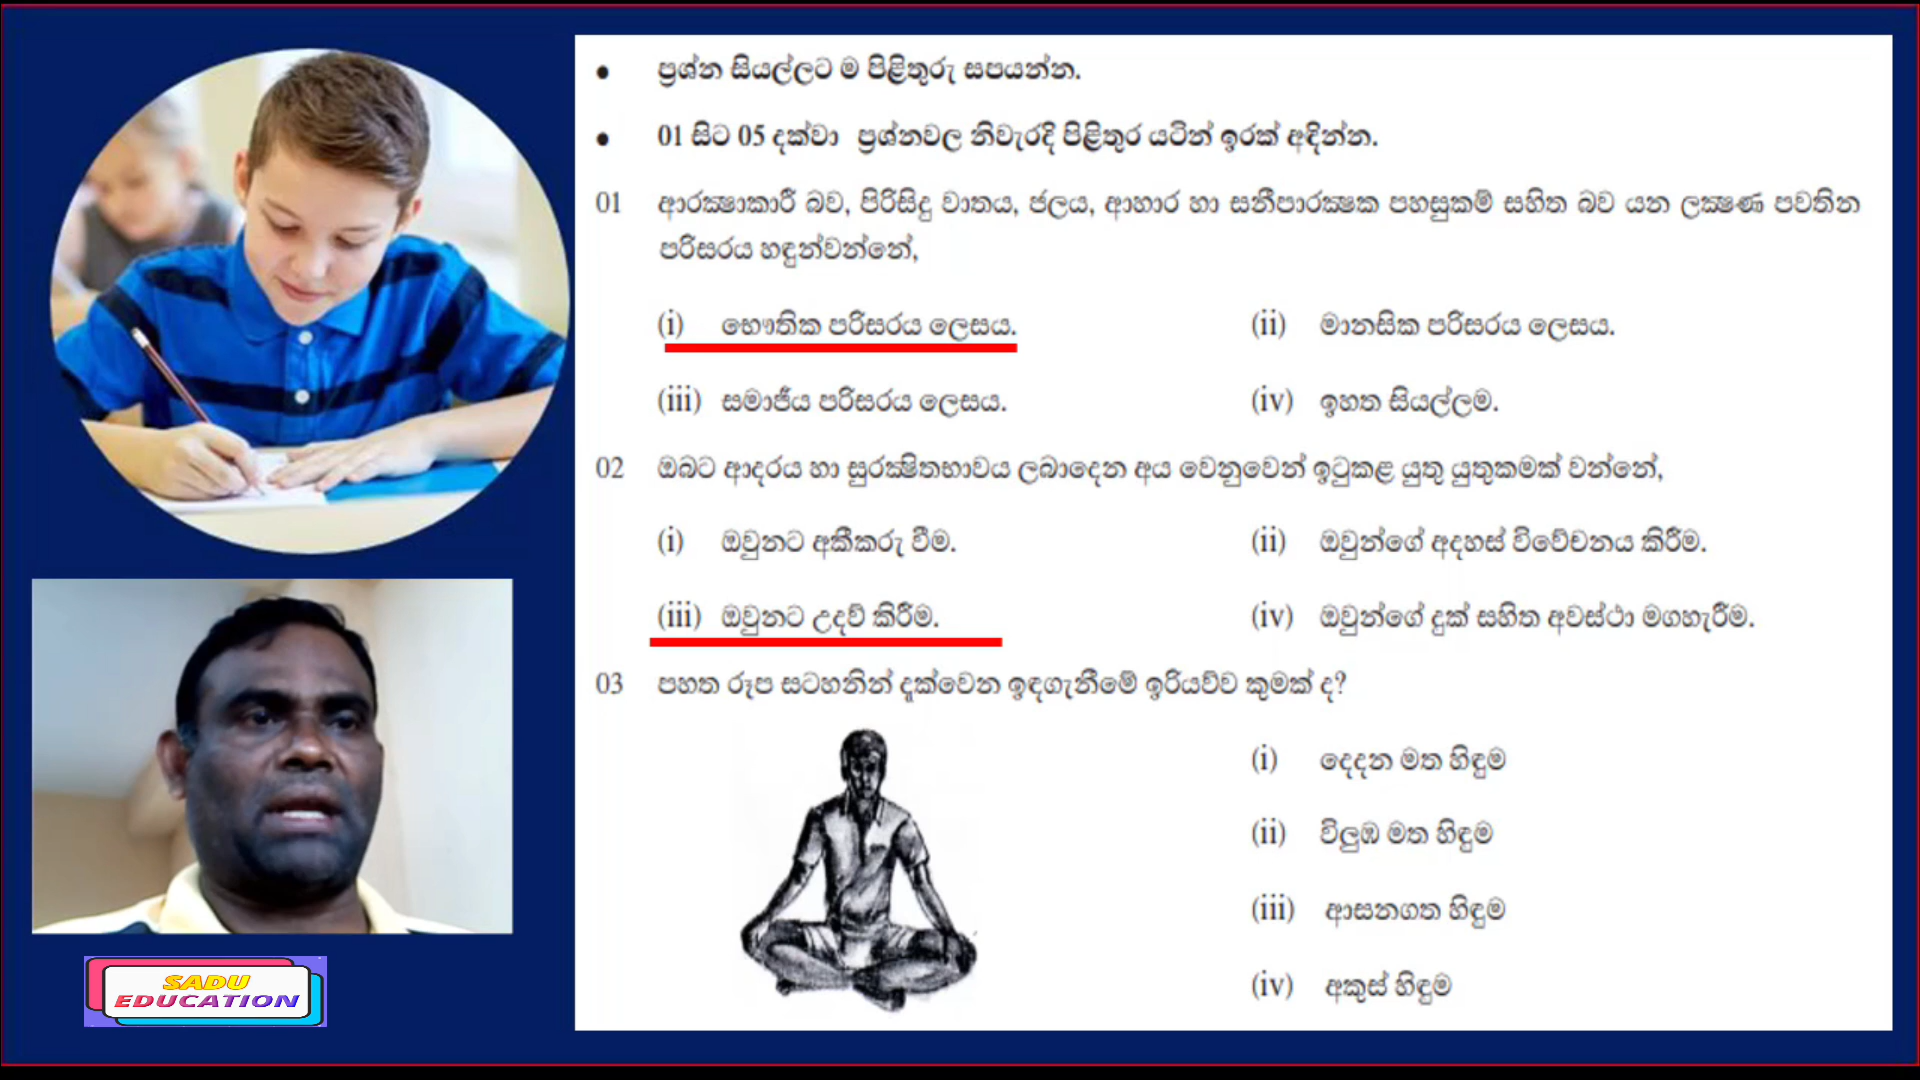 ● ප්‍රශ්න සියල්ලට ම පිළිතුරු සපයන්න.
● 01 සිට 05 දක්වා ප්‍රශ්නවල නිවැරදි පිළිතුර යටින් ඉරක් අඳින්න.
01 ආරක්‍ෂාකාරී බව, පිරිසිදු වාතය, ජලය, ආහාර හා සනීපාරක්‍ෂක පහසුකම් සහිත බව යන ලක්‍ෂණ පවතින
පරිසරය හඳුන්වන්නේ,
(i) භෞතික පරිසරය ලෙසය. (ii) මානසික පරිසරය ලෙසය.
(iii) සමාජීය පරිසරය ලෙසය. (iv) ඉහත සියල්ලම.
02 ඔබට ආදරය හා සුරක්‍ෂිතභාවය ලබාදෙන අය වෙනුවෙන් ඉටුකළ යුතු යුතුකමක් වන්නේ,
(i) ඔවුනට අකීකරු වීම. (ii) ඔවුන්ගේ අදහස් විවේචනය කිරීම.
(iii) ඔවුනට උදව් කිරීම. (iv) ඔවුන්ගේ දුක් සහිත අවස්ථා මගහැරීම.
03 පහත රූප සටහනින් දැක්වෙන ඉඳගැනීමේ ඉරියව්ව කුමක් ද?
(i) දෙදන මත හිඳුම
(ii) විලුඹ මත හිඳුම
(iii) ආසනගත හිඳුම
(iv) අකුස් හිඳුම
SADU
EDUCATION